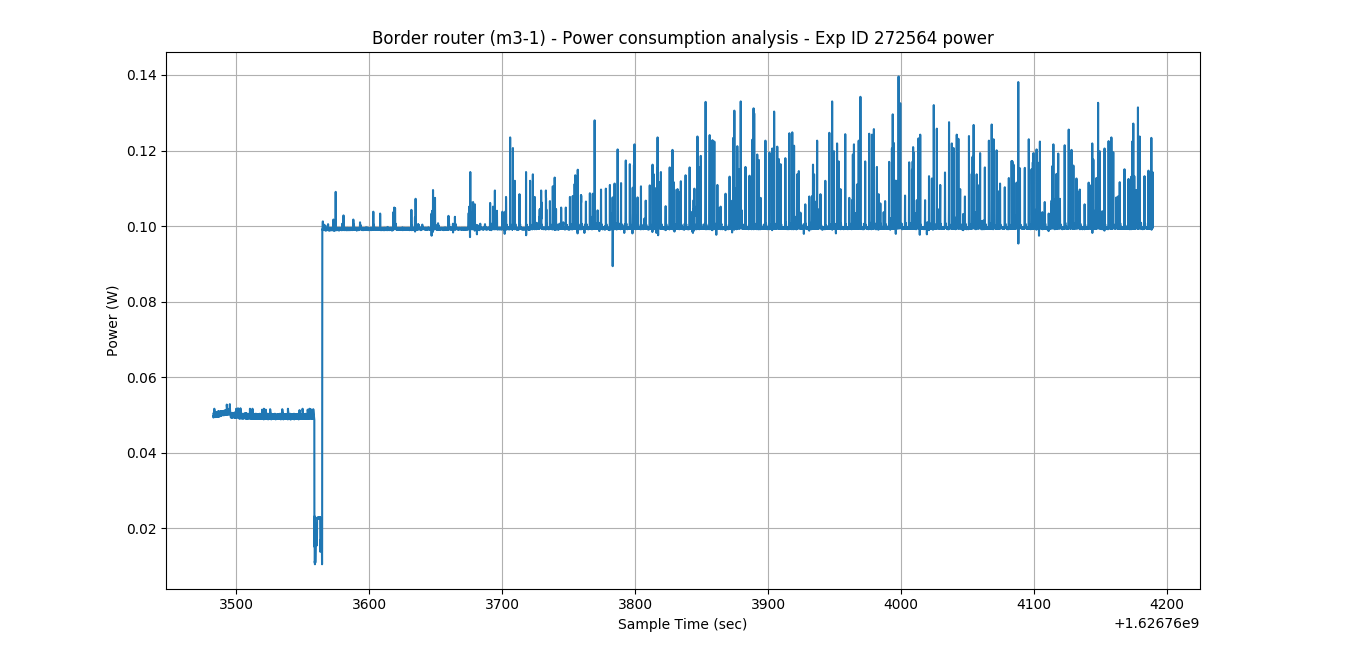 Border router (m3-1) - Power consumption analysis - Exp ID 272564 power
0.14
0.12
0.10
0.08
0.06
0.04
0.02
Power (W)
3500 3600 3700 3800 3900 4000 4100 4200
Sample Time (sec)
+1.62676e9